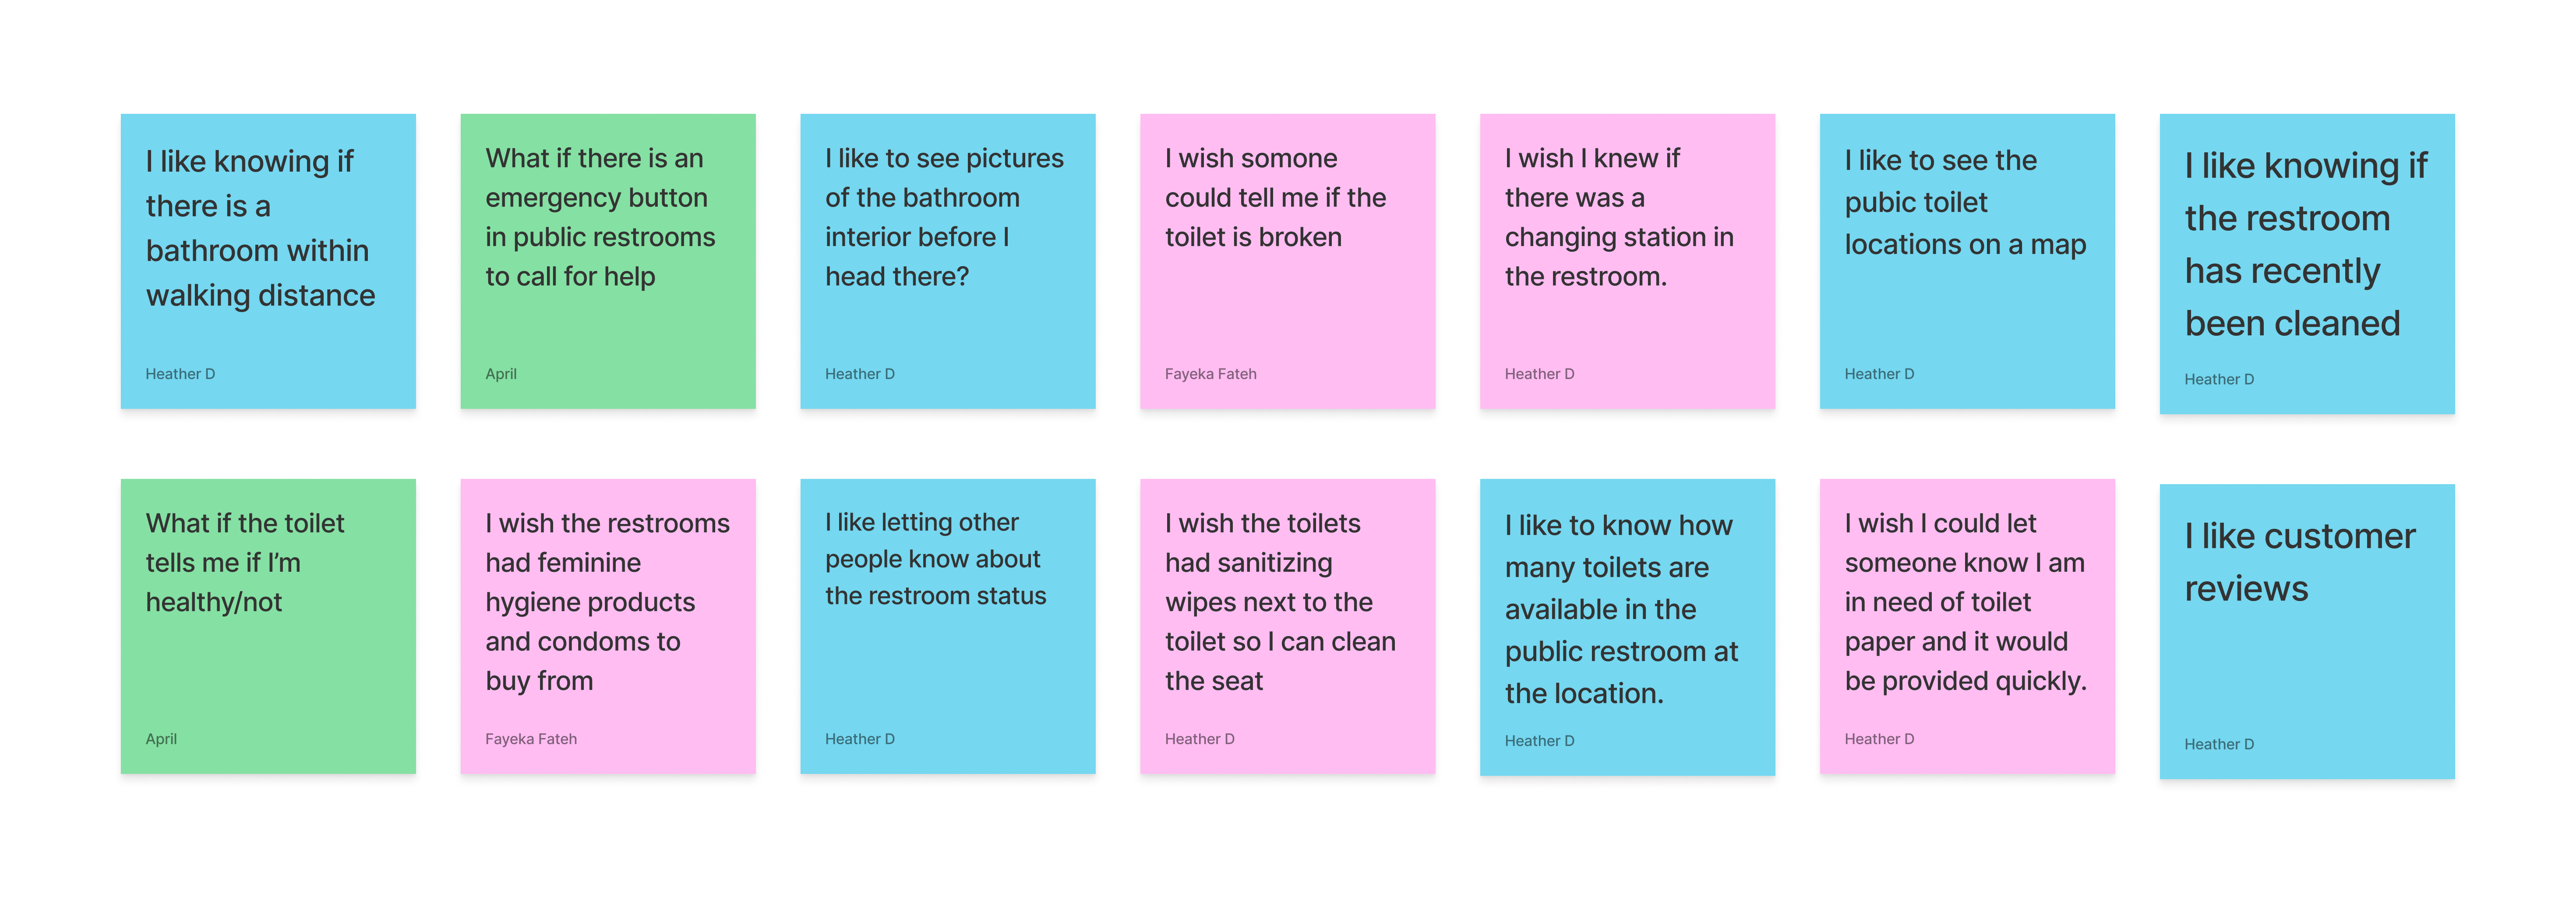 I like knowing if
there is a
bathroom within
walking distance
Heather D
What if there is an
emergency button
in public restrooms
to call for help
April
I like to see pictures
of the bathroom
interior before I
head there?
Heather D
I wish somone
could tell me if the
toilet is broken
Fayeka Fateh
I wish I knew if
there was a
changing station in
the restroom.
Heather D
I like to see the
pubic toilet
locations on a map
Heather D
I like knowing if
the restroom
has recently
been cleaned
Heather D
What if the toilet
tells me if I’m
healthy/not
April
I wish the restrooms
had feminine
hygiene products
and condoms to
buy from
Fayeka Fateh
I like letting other
people know about
the restroom status
Heather D
I wish the toilets
had sanitizing
wipes next to the
toilet so I can clean
the seat
Heather D
I like to know how
many toilets are
available in the
public restroom at
the location.
Heather D
I wish I could let
someone know I am
in need of toilet
paper and it would
be provided quickly.
Heather D
I like customer
reviews
Heather D